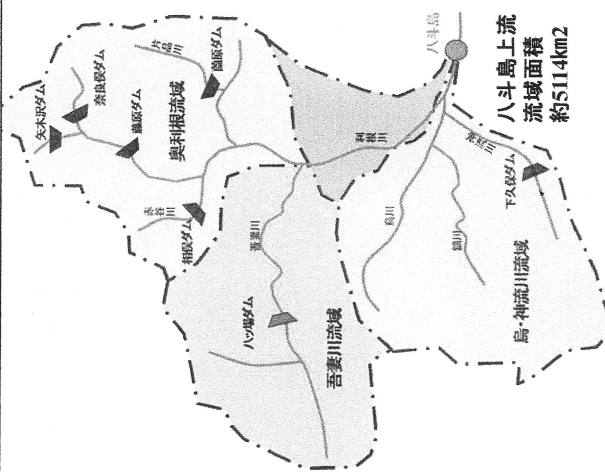 矢木沢ダム
奈良俣ダム
藤原ダム
片品川
薗原ダム
奥利根流域
赤谷川
相俣ダム
吾妻川
八ッ場ダム
吾妻川流域
利根川
烏川
鏑川
神流川
下久保ダム
烏・神流川流域
八斗島
八斗島上流
流域面積
約5114km2